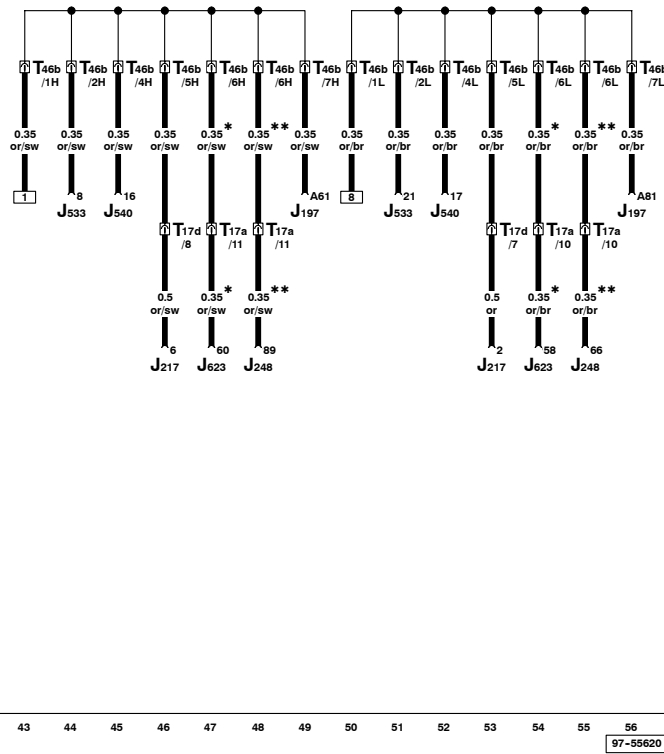 T46b T46b T46b T46b T46b T46b T46b T46b T46b T46b T46b T46b T46b T46b
/1H /2H /4H /5H /6H /6H /7H /1L /2L /4L /5L /6L /6L /7L
0.35 0.35 0.35 0.35 0.35 * 0.35 ** 0.35 0.35 0.35 0.35 0.35 0.35 * 0.35 ** 0.35
or/sw or/sw or/sw or/sw or/sw or/sw or/sw or/br or/br or/br or/br or/br or/br or/br
1 8 16 A61 8 21 17 A81
J533 J540 J197 J533 J540 J197
T17d T17a T17a T17d T17a T17a
/8 /11 /11 /7 /10 /10
0.5 0.35 * 0.35 ** 0.5 0.35 * 0.35 **
or/sw or/sw or/sw or or/br or/br
6 60 89 2 58 66
J217 J623 J248 J217 J623 J248
43 44 45 46 47 48 49 50 51 52 53 54 55 56
97-55620